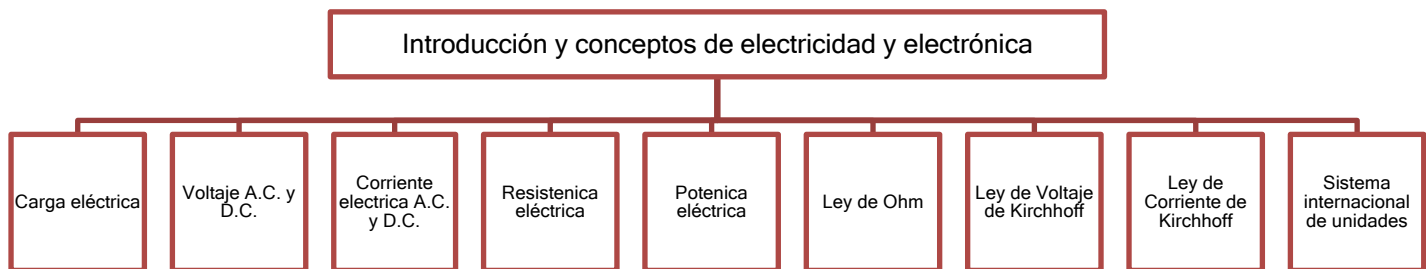 Introducción y conceptos de electricidad y electrónica
Carga eléctrica
Voltaje A.C. y
D.C.
Corriente
electrica A.C.
y D.C.
Resistenica
eléctrica
Potenica
eléctrica
Ley de Ohm
Ley de Voltaje
de Kirchhoff
Ley de
Corriente de
Kirchhoff
Sistema
internacional
de unidades